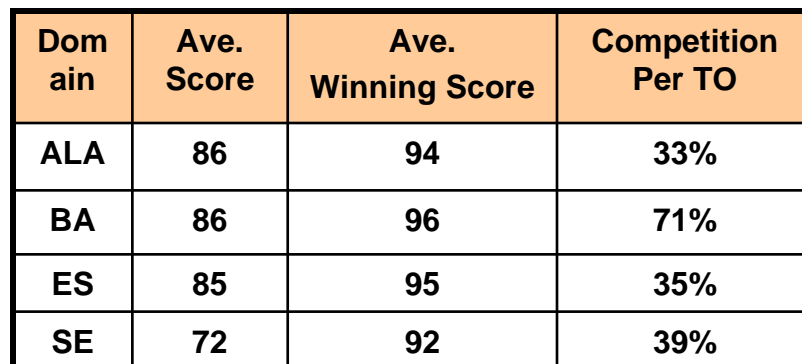 Dom Ave. Ave. Competition
ain Score Winning Score Per TO
ALA 86 94 33%
BA 86 96 71%
ES 85 95 35%
SE 72 92 39%